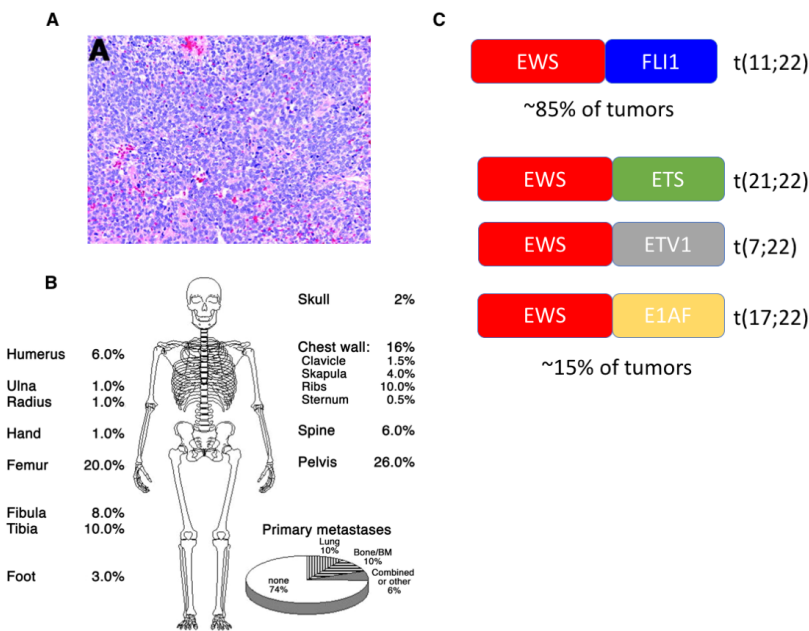 A
A
B
Humerus 6.0%
Ulna 1.0%
Radius 1.0%
Hand 1.0%
Femur 20.0%
Fibula 8.0%
Tibia 10.0%
Foot 3.0%
Skull 2%
Chest wall: 16%
Clavicle 1.5%
Skapula 4.0%
Ribs 10.0%
Sternum 0.5%
Spine 6.0%
Pelvis 26.0%
Primary metastases
Lung
10%
Bone/BM
10%
Combined
or other
6%
none
74%
C
EWS FLI1 t(11;22)
~85% of tumors
EWS ETS t(21;22)
EWS ETV1 t(7;22)
EWS E1AF t(17;22)
~15% of tumors